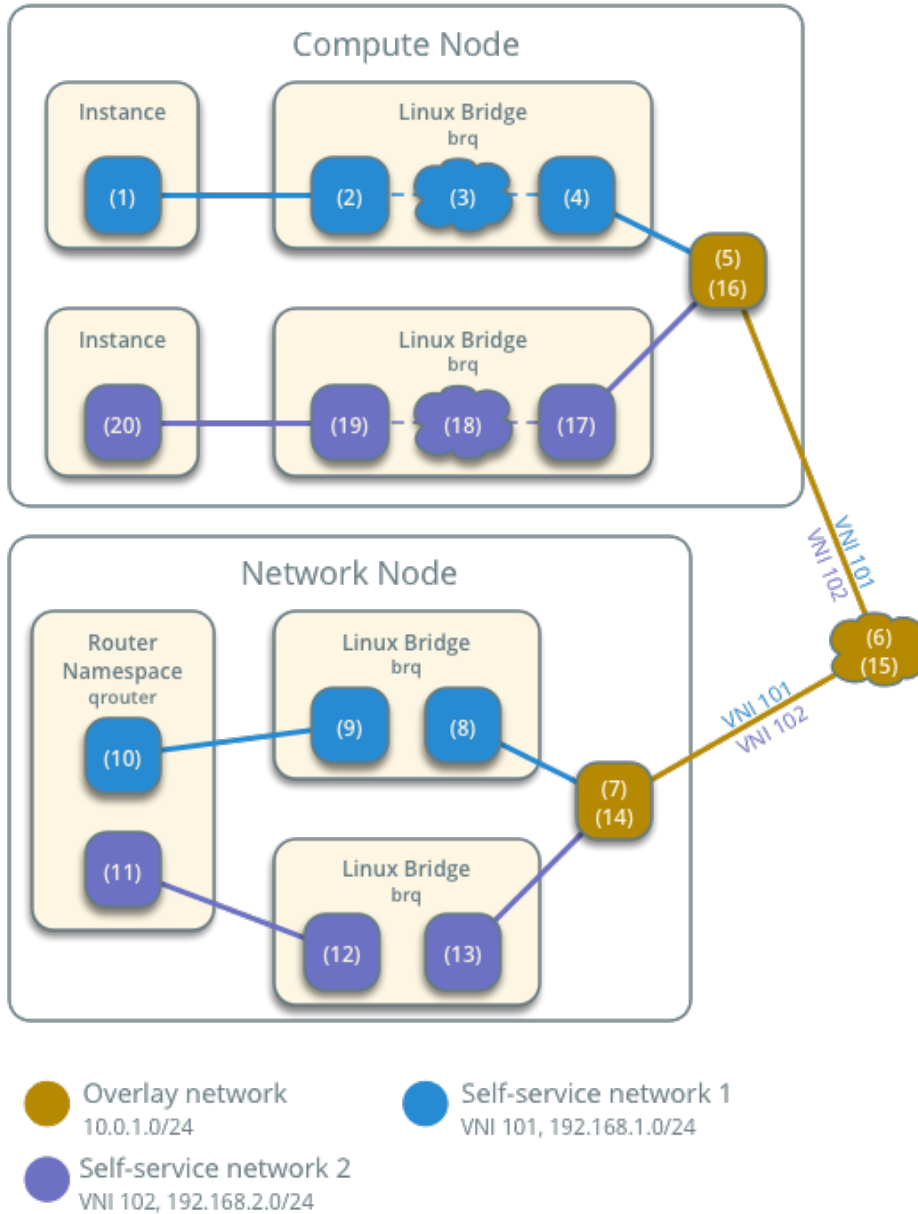 Compute Node
Instance
Linux Bridge
brq
(1)
(2)
(3)
(4)
(5)
(16)
Instance
Linux Bridge
brq
(20)
(19)
(18)
(17)
VNI 101
VNI 102
Network Node
Router
Namespace
qrouter
Linux Bridge
brq
(6)
(15)
(10)
(9)
(8)
VNI 101
VNI 102
(7)
(14)
(11)
Linux Bridge
brq
(12)
(13)
Overlay network
10.0.1.0/24
Self-service network 1
VNI 101, 192.168.1.0/24
Self-service network 2
VNI 102, 192.168.2.0/24